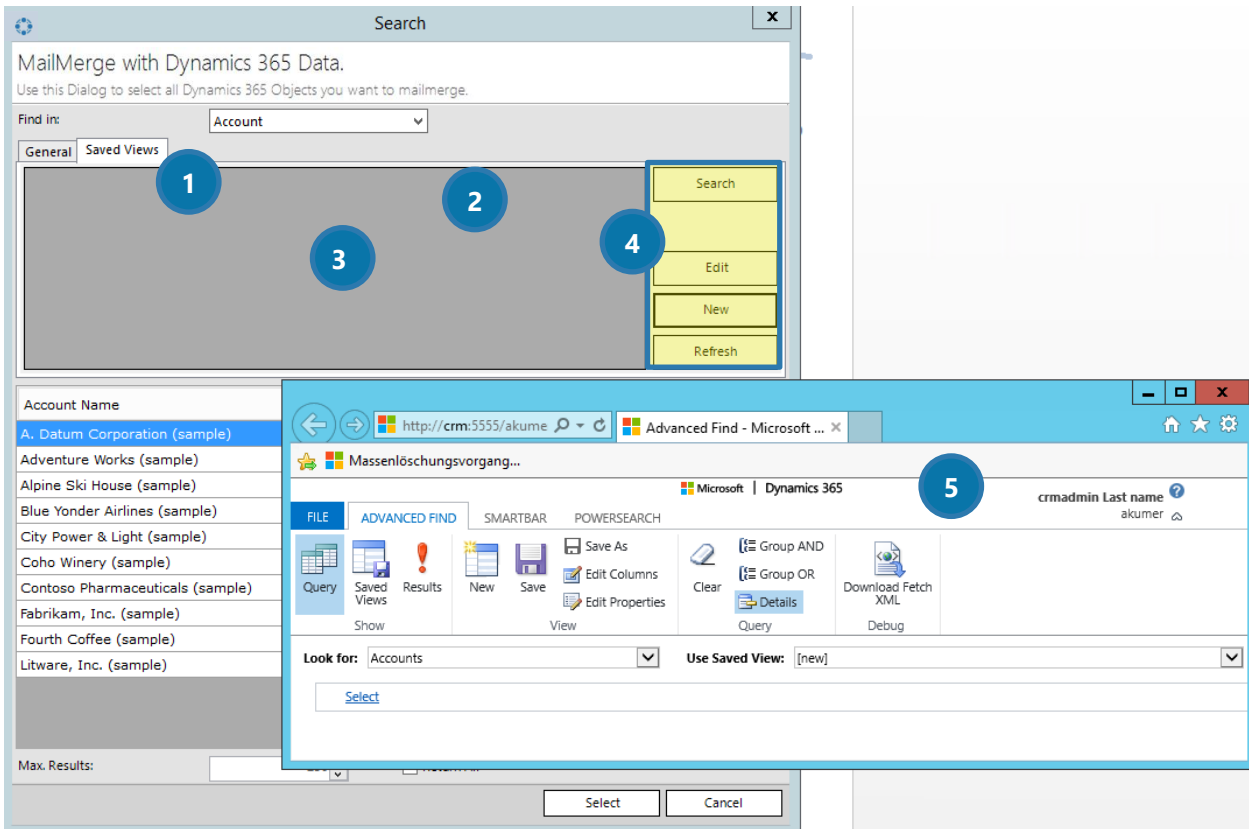 Search
x
MailMerge with Dynamics 365 Data.
Use this Dialog to select all Dynamics 365 Objects you want to mailmerge.
Find in:
Account
General
Saved Views
1
2
3
4
Search
Edit
New
Refresh
Account Name
A. Datum Corporation (sample)
Adventure Works (sample)
Alpine Ski House (sample)
Blue Yonder Airlines (sample)
City Power & Light (sample)
Coho Winery (sample)
Contoso Pharmaceuticals (sample)
Fabrikam, Inc. (sample)
Fourth Coffee (sample)
Litware, Inc. (sample)
Max. Results:
Select
Cancel
x
http://crm:5555/akume
Advanced Find - Microsoft ...
Massenlöschungsvorgang...
Microsoft | Dynamics 365
5
crmadmin Last name
akumer
FILE
ADVANCED FIND
SMARTBAR
POWERSEARCH
Query
Saved Views
Results
Show
New
Save
Save As
Edit Columns
Edit Properties
View
Clear
Group AND
Group OR
Details
Query
Download Fetch XML
Debug
Look for:
Accounts
Use Saved View:
[new]
Select